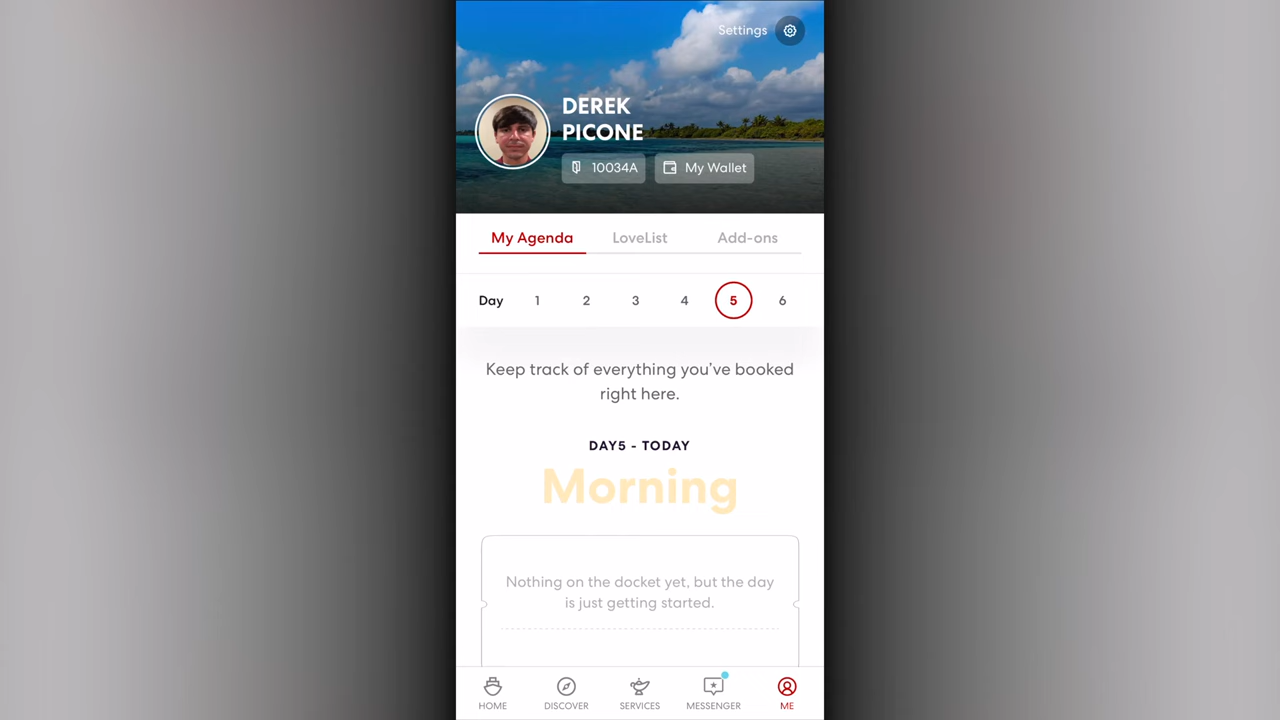 Settings
DEREK
PICONE
10034A
My Wallet
My Agenda LoveList Add-ons
Day 1 2 3 4 5 6
Keep track of everything you've booked
right here.
DAY5 - TODAY
Morning
Nothing on the docket yet, but the day
is just getting started.
HOME DISCOVER SERVICES MESSENGER ME